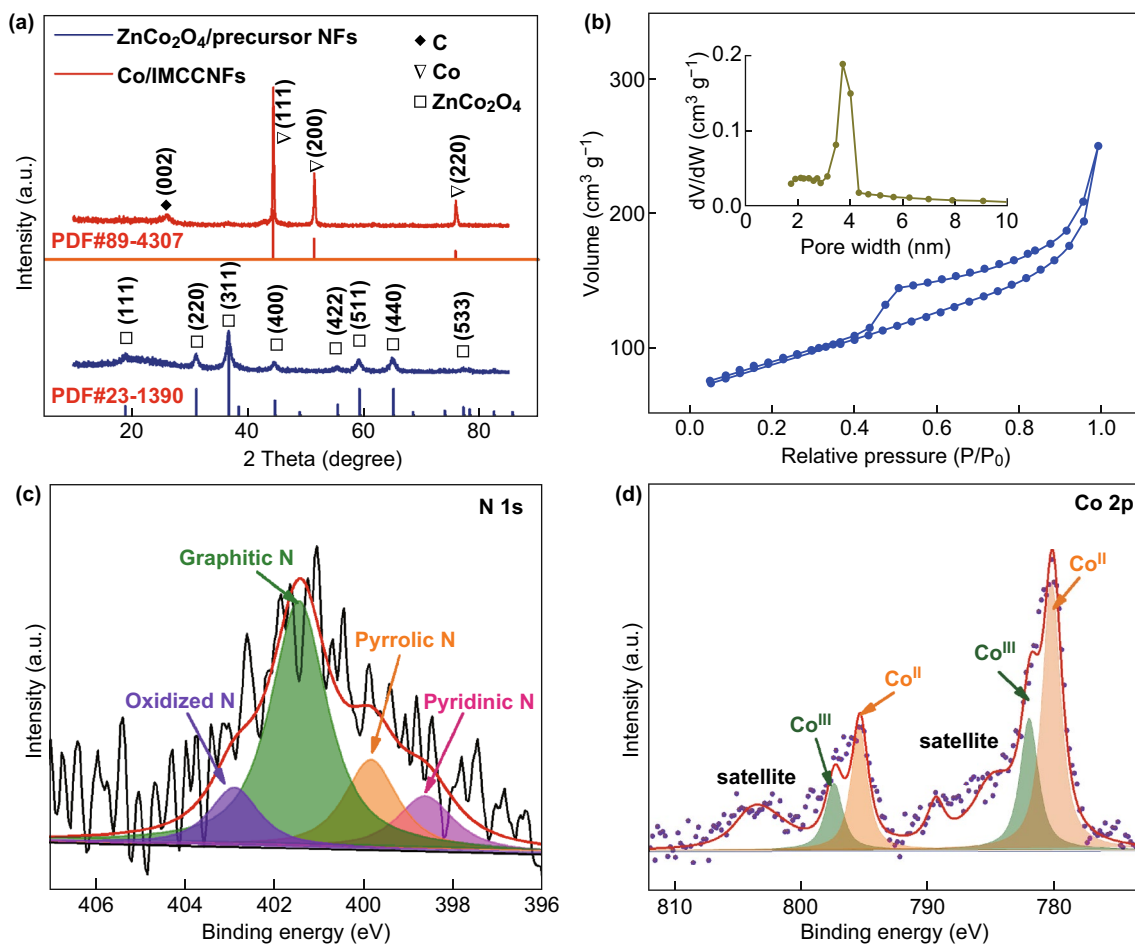 (a)
ZnCo₂O₄/precursor NFs
Co/IMCCNFs
◆ C
▽ Co
□ ZnCo₂O₄
(002)
(111)
(200)
(220)
PDF#89-4307
(111)
(220)
(311)
(400)
(422)
(511)
(440)
(533)
PDF#23-1390
Intensity (a.u.)
20 40 60 80
2 Theta (degree)
(b)
Volume (cm³ g⁻¹)
300
200
100
0.0 0.2 0.4 0.6 0.8 1.0
Relative pressure (P/P₀)
dV/dW (cm³ g⁻¹)
0.2
0.1
0.0
0 2 4 6 8 10
Pore width (nm)
(c)
N 1s
Graphitic N
Pyrrolic N
Oxidized N
Pyridinic N
Intensity (a.u.)
406 404 402 400 398 396
Binding energy (eV)
(d)
Co 2p
Coᴵᴵ
Coᴵᴵᴵ
Coᴵᴵ
Coᴵᴵᴵ
satellite
satellite
Intensity (a.u.)
810 800 790 780
Binding energy (eV)